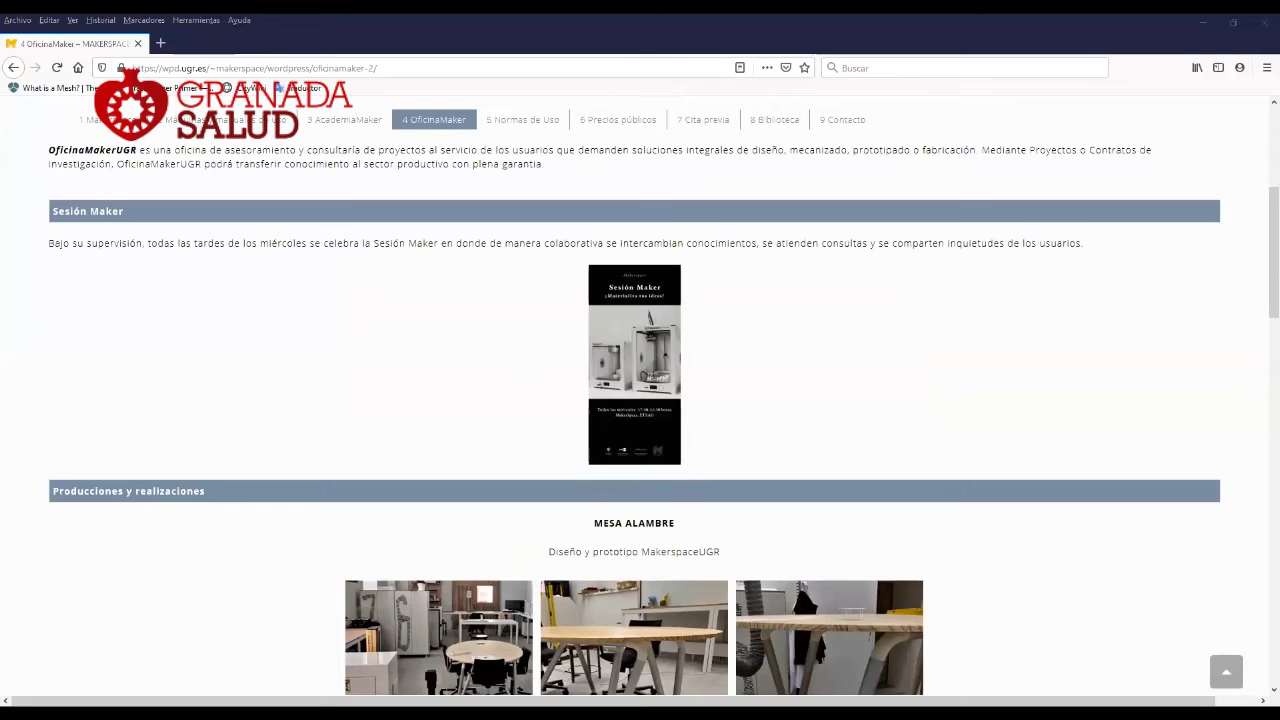 Archivo Editar Ver Historial Marcadores Herramientas Ayuda
4 OficinaMaker – MAKERSPACE
https://wpd.ugr.es/~makerspace/wordpress/oficinamaker-2/
Buscar
What is a Mesh?
GRANADA
SALUD
3 AcademiaMaker
4 OficinaMaker
5 Normas de Uso
6 Precios públicos
7 Cita previa
8 Biblioteca
9 Contacto
OficinaMakerUGR es una oficina de asesoramiento y consultaría de proyectos al servicio de los usuarios que demanden soluciones integrales de diseño, mecanizado, prototipado o fabricación. Mediante Proyectos o Contratos de
investigación, OficinaMakerUGR podrá transferir conocimiento al sector productivo con plena garantia.
Sesión Maker
Bajo su supervisión, todas las tardes de los miércoles se celebra la Sesión Maker en donde de manera colaborativa se intercambian conocimientos, se atienden consultas y se comparten inquietudes de los usuarios.
Makerspace
Sesión Maker
¡Materializa tus ideas!
Producciones y realizaciones
MESA ALAMBRE
Diseño y prototipo MakerspaceUGR